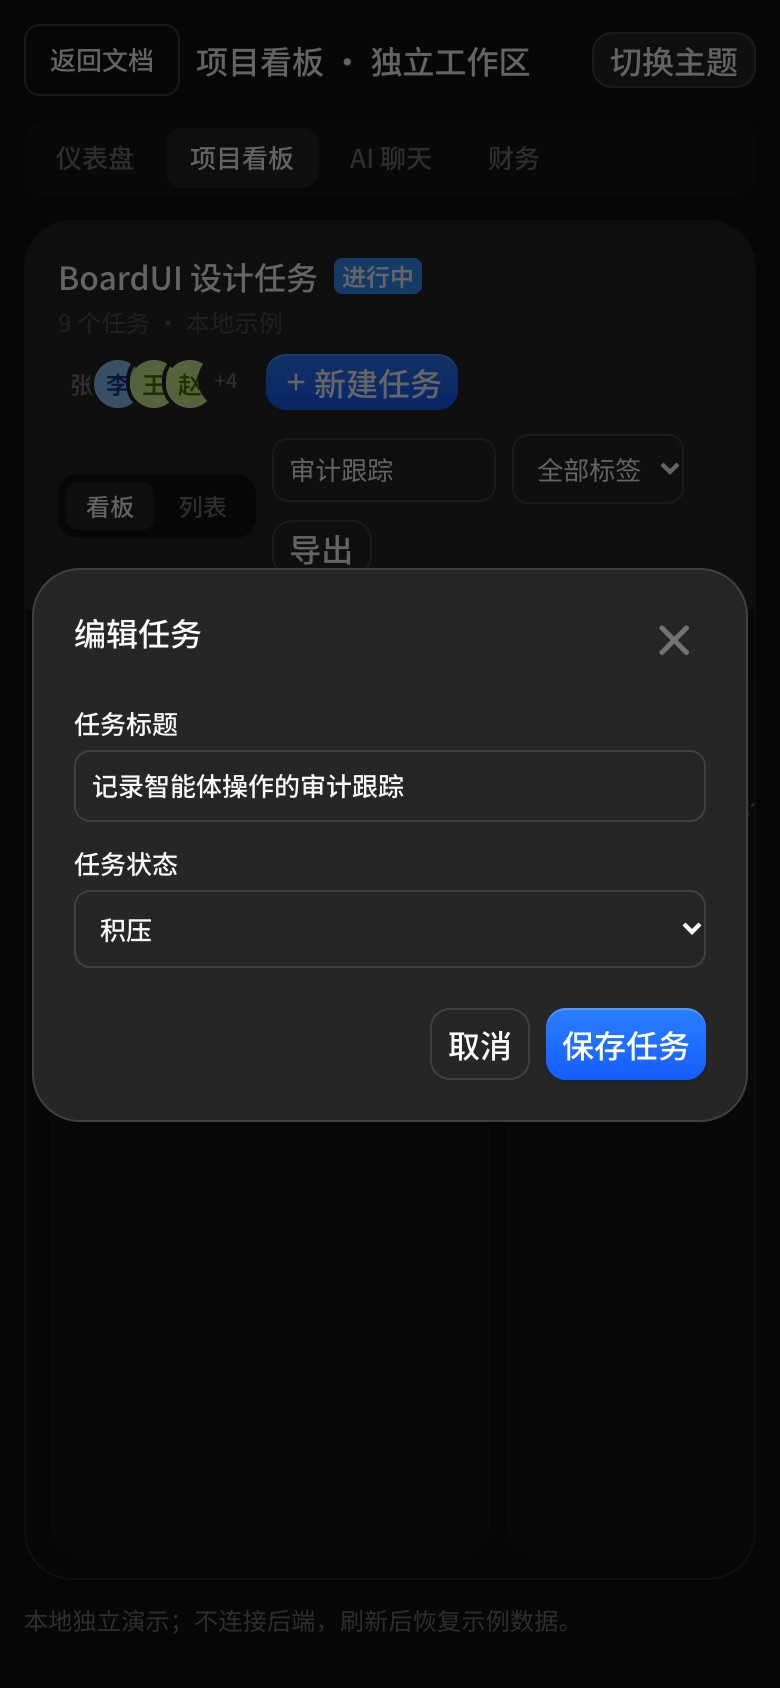 返回文档 项目看板 · 独立工作区 切换主题
仪表盘 项目看板 AI 聊天 财务
BoardUI 设计任务 进行中
9 个任务 · 本地示例
张 李 王 赵 +4 + 新建任务
审计跟踪 全部标签
看板 列表
导出
编辑任务
任务标题
记录智能体操作的审计跟踪
任务状态
积压
取消 保存任务
本地独立演示；不连接后端，刷新后恢复示例数据。